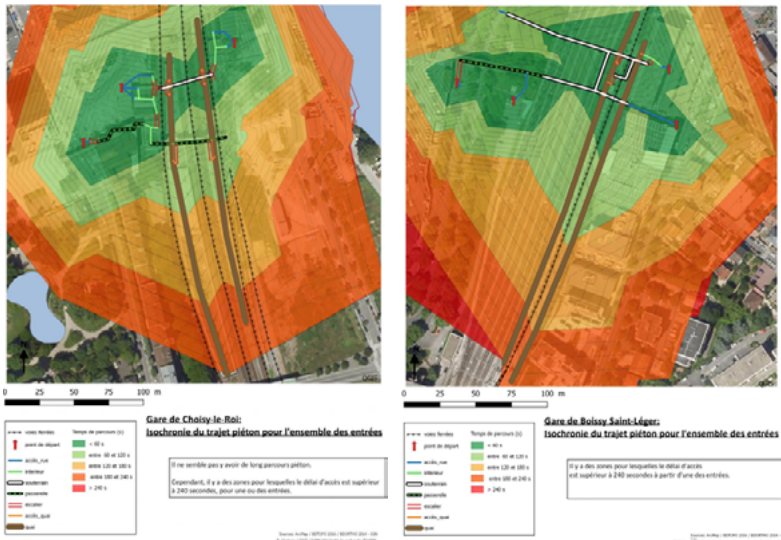 QGIS
0 25 50 75 100 m
Gare de Choisy-le-Roi:
Isochronie du trajet piéton pour l'ensemble des entrées
voies ferrées
point de départ
accès_rue
intérieur
souterrain
passerelle
escalier
accès_quai
quai
Temps de parcours (s)
< 60 s
entre 60 et 120 s
entre 120 et 180 s
entre 180 et 240 s
> 240 s
Il ne semble pas y avoir de long parcours piéton.
Cependant, il y a des zones pour lesquelles le délai d'accès est supérieur
à 240 secondes, pour une ou des entrées.
0 25 50 75 100 m
Gare de Boissy Saint-Léger:
Isochronie du trajet piéton pour l'ensemble des entrées
voies ferrées
point de départ
accès_rue
intérieur
souterrain
passerelle
escalier
accès_quai
quai
Temps de parcours (s)
< 60 s
entre 60 et 120 s
entre 120 et 180 s
entre 180 et 240 s
> 240 s
Il y a des zones pour lesquelles le délai d'accès
est supérieur à 240 secondes à partir d'une des entrées.